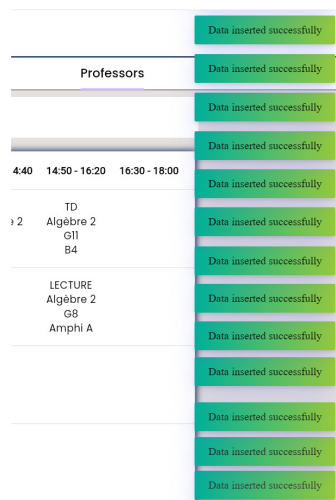 Data inserted successfully
Data inserted successfully
Professors
Data inserted successfully
Data inserted successfully
4:40 14:50 - 16:20 16:30 - 18:00
Data inserted successfully
TD
2 Algèbre 2
G11
B4
Data inserted successfully
Data inserted successfully
LECTURE
Algèbre 2
G8
Amphi A
Data inserted successfully
Data inserted successfully
Data inserted successfully
Data inserted successfully
Data inserted successfully
Data inserted successfully